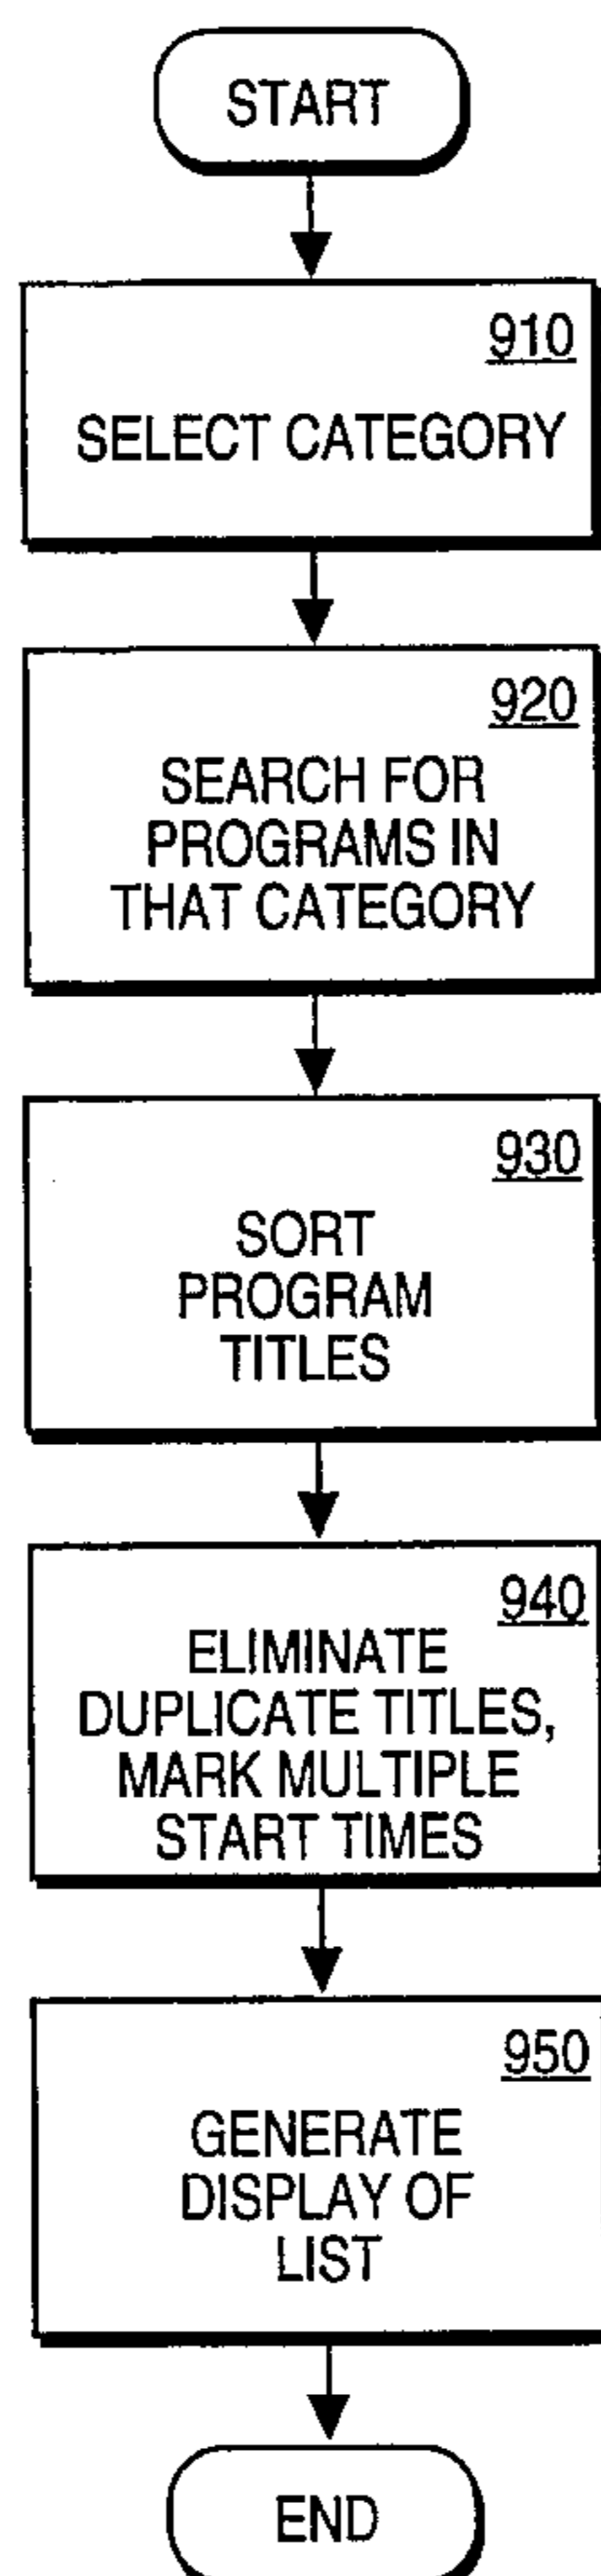 START
910
SELECT CATEGORY
920
SEARCH FOR
PROGRAMS IN
THAT CATEGORY
930
SORT
PROGRAM
TITLES
940
ELIMINATE
DUPLICATE TITLES,
MARK MULTIPLE
START TIMES
950
GENERATE
DISPLAY OF
LIST
END